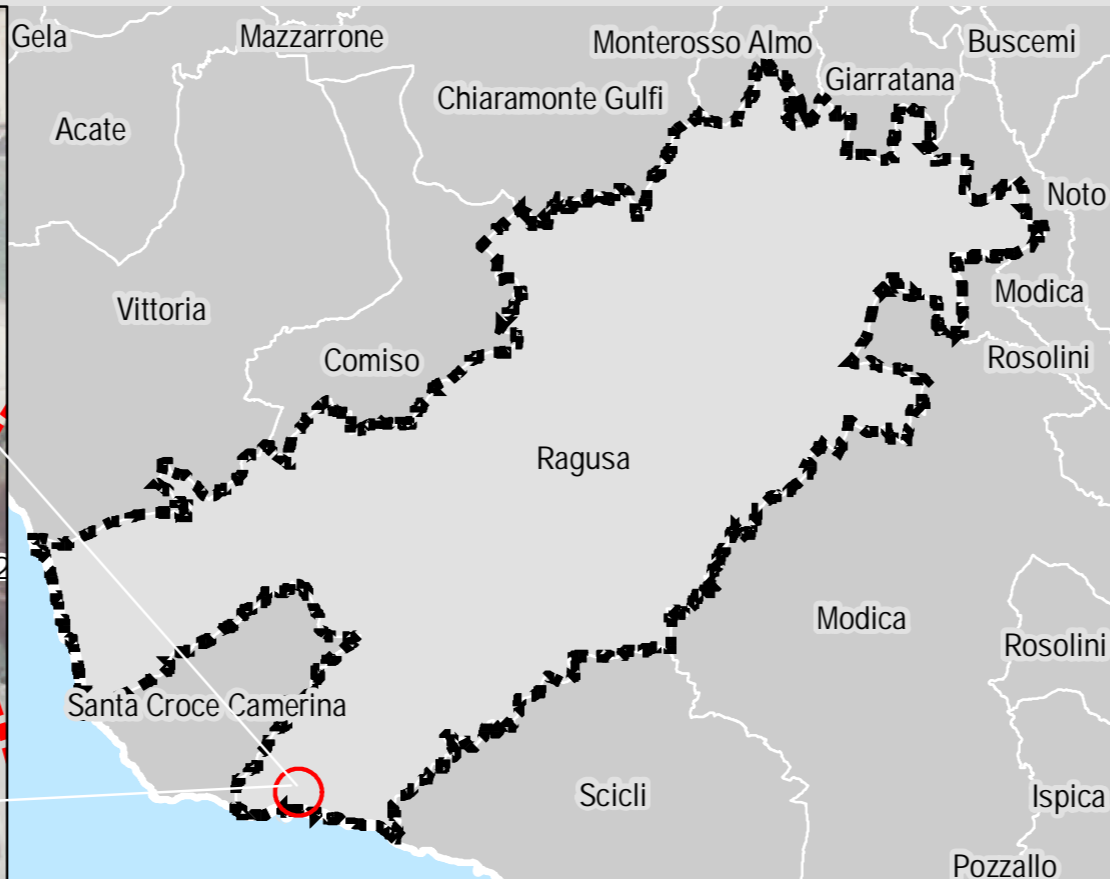 Gela
Mazzarrone
Monterosso Almo
Buscemi
Giarratana
Chiaramonte Gulfi
Acate
Noto
Modica
Vittoria
Comiso
Rosolini
Ragusa
2
Modica
Rosolini
Santa Croce Camerina
Scicli
Ispica
Pozzallo